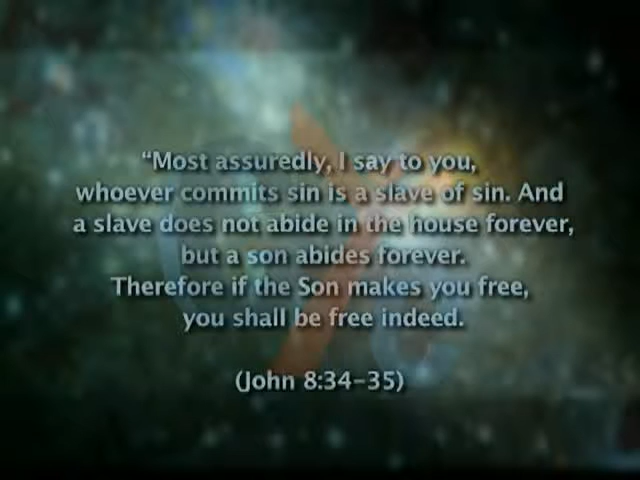 “Most assuredly, I say to you,
whoever commits sin is a slave of sin. And
a slave does not abide in the house forever,
but a son abides forever.
Therefore if the Son makes you free,
you shall be free indeed.
(John 8:34–35)